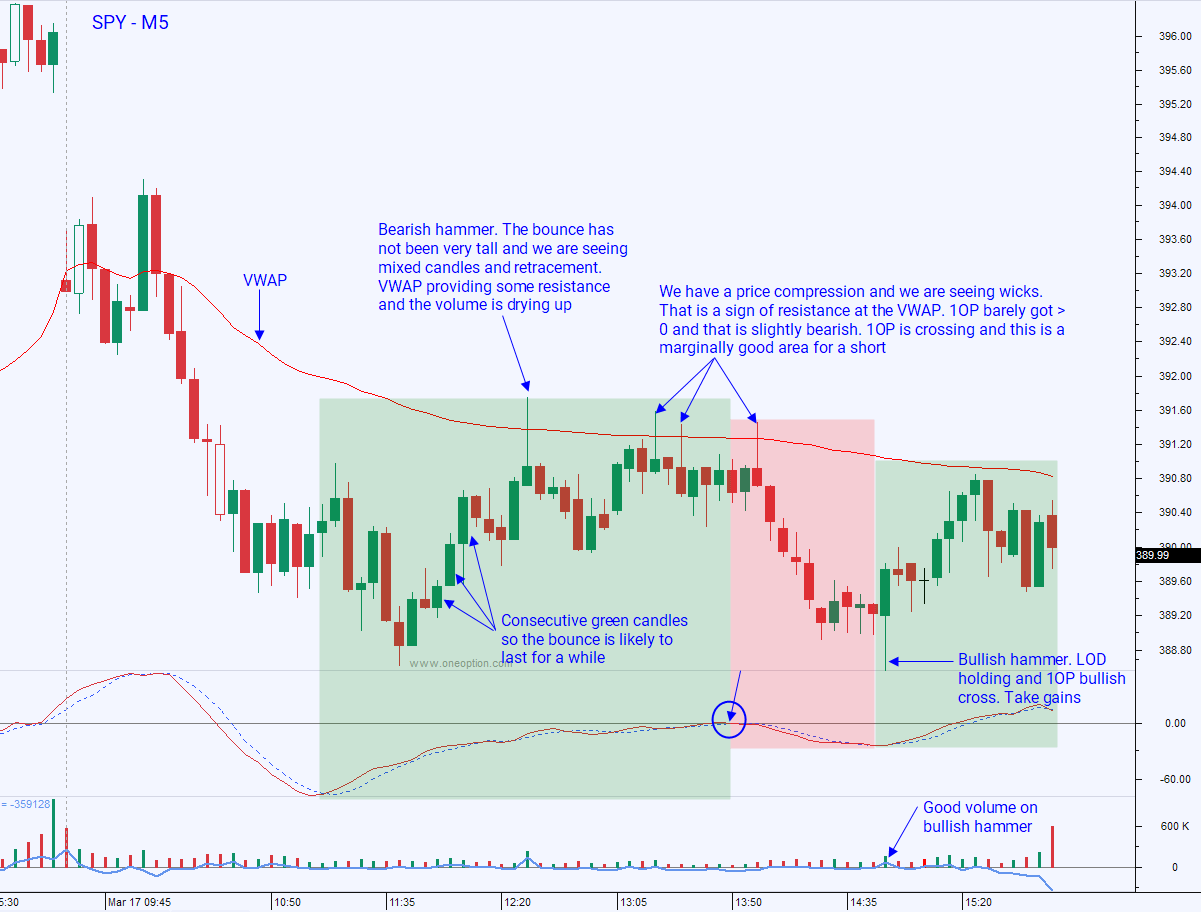 SPY - M5
396.00
395.60
395.20
394.80
394.40
394.00
393.60
393.20
392.80
392.40
392.00
391.60
391.20
390.80
390.40
390.00
389.99
389.60
389.20
388.80
0.00
-60.00
600 K
0
VWAP
Bearish hammer. The bounce has
not been very tall and we are seeing
mixed candles and retracement.
VWAP providing some resistance
and the volume is drying up
We have a price compression and we are seeing wicks.
That is a sign of resistance at the VWAP. 1OP barely got >
0 and that is slightly bearish. 1OP is crossing and this is a
marginally good area for a short
Consecutive green candles
so the bounce is likely to
last for a while
www.oneoption.com
Bullish hammer. LOD
holding and 1OP bullish
cross. Take gains
= -359128
Good volume on
bullish hammer
5:30
Mar 17 09:45
10:50
11:35
12:20
13:05
13:50
14:35
15:20